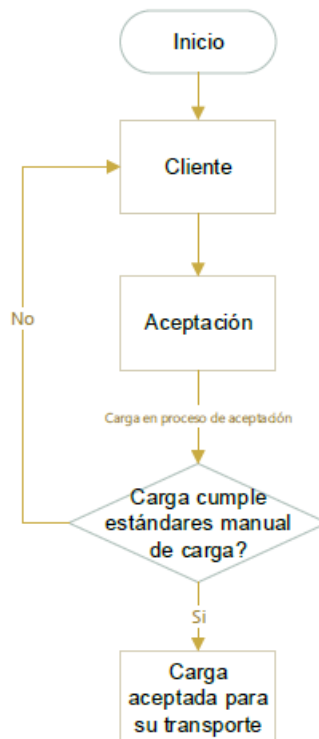 Inicio
Cliente
No
Aceptación
Carga en proceso de aceptación
Carga cumple
estándares manual
de carga?
Si
Carga
aceptada para
su transporte